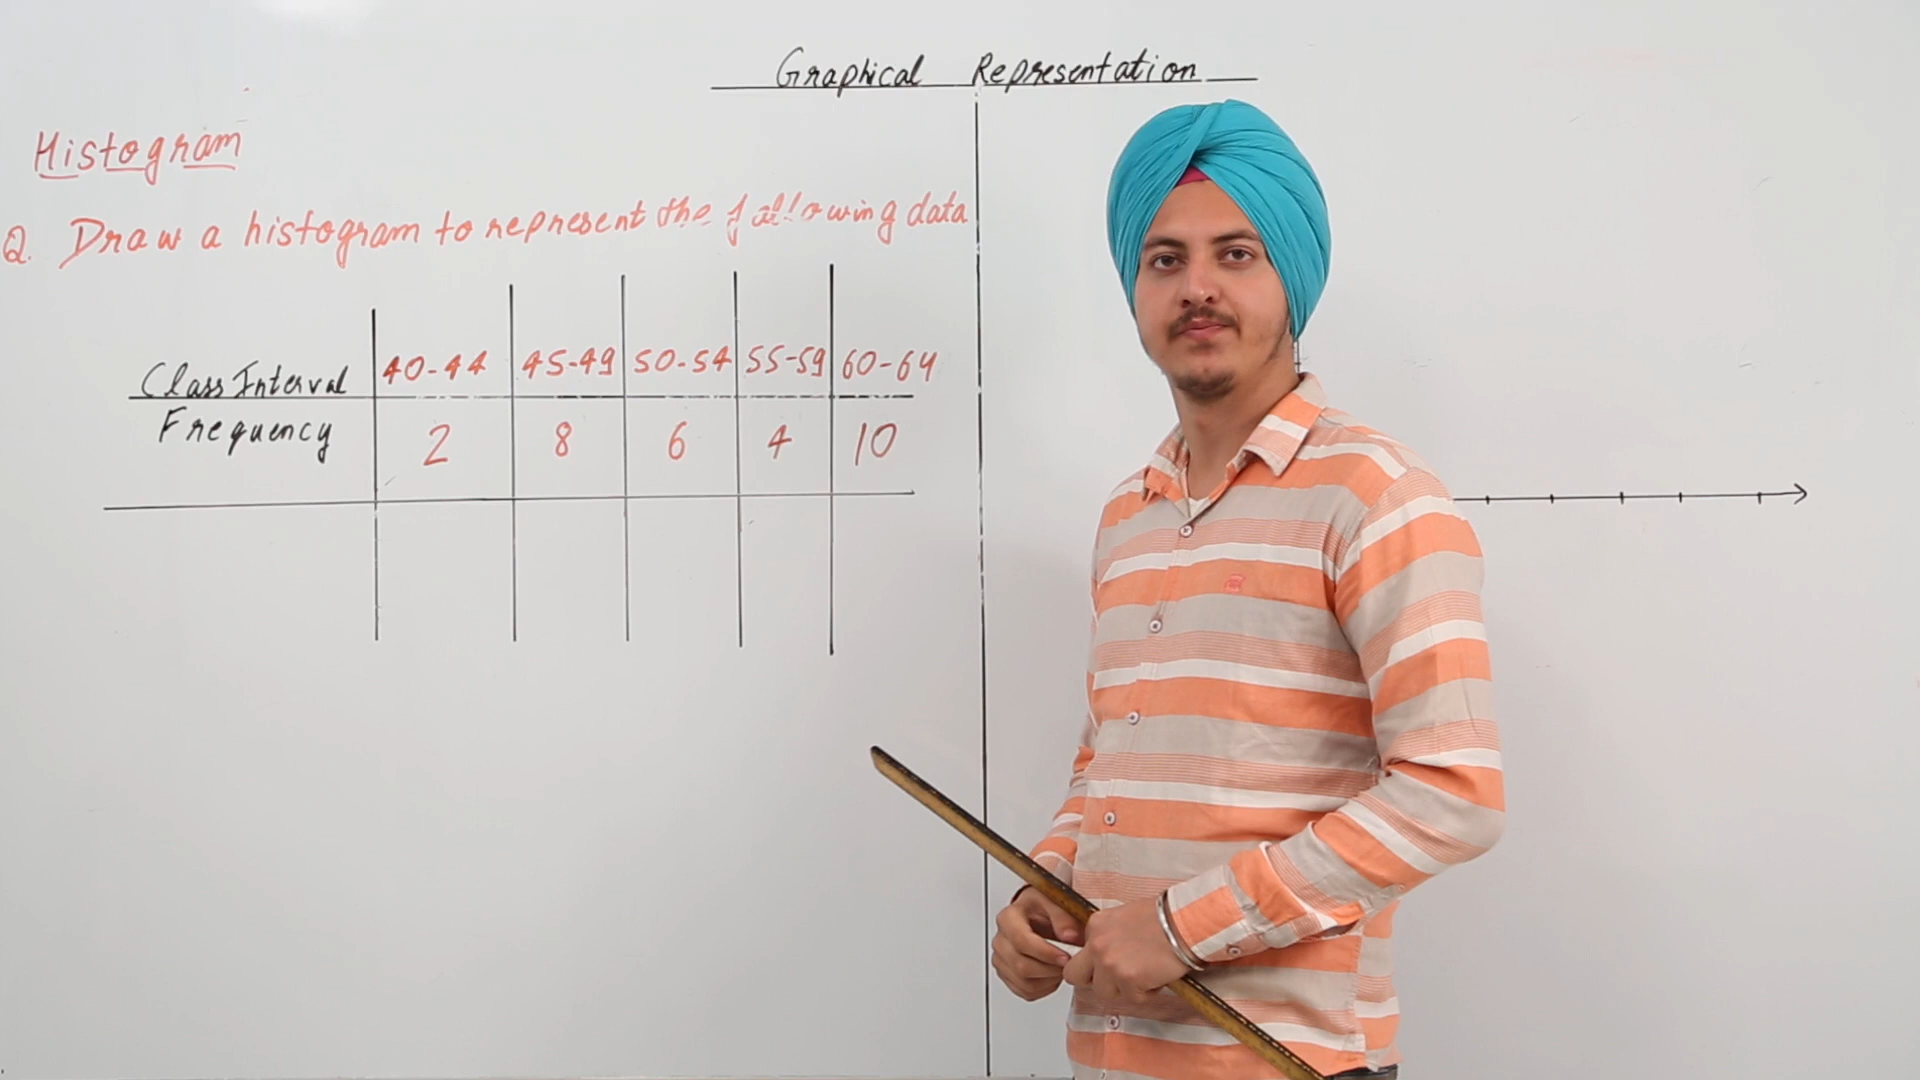 Graphical Representation
Histogram
Q. Draw a histogram to represent the following data
Class Interval 40-44 45-49 50-54 55-59 60-64
Frequency 2 8 6 4 10